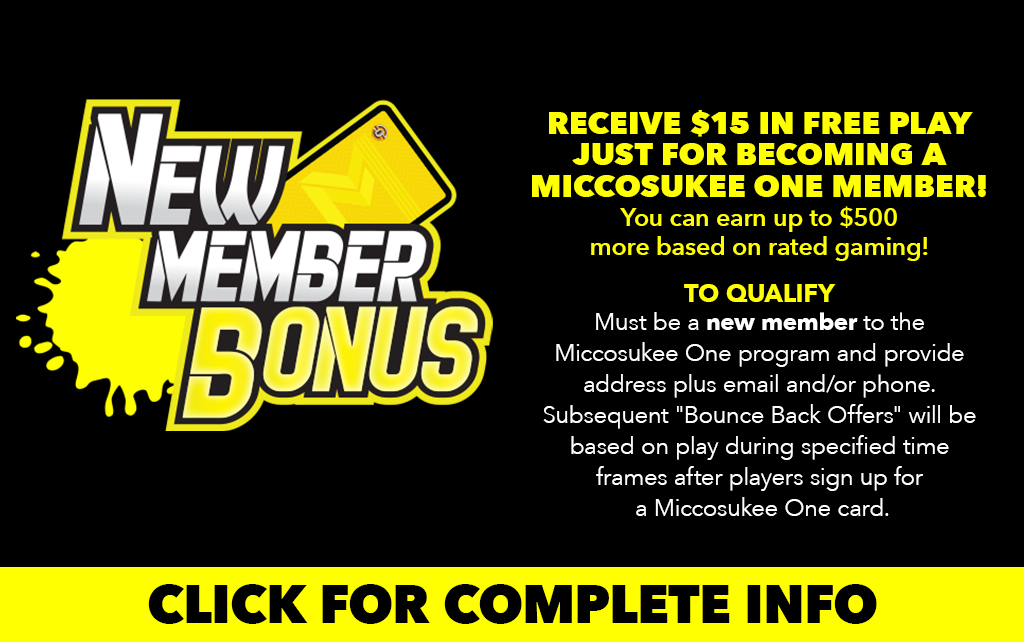 NEW
MEMBER
BONUS
RECEIVE $15 IN FREE PLAY
JUST FOR BECOMING A
MICCOSUKEE ONE MEMBER!
You can earn up to $500
more based on rated gaming!
TO QUALIFY
Must be a new member to the
Miccosukee One program and provide
address plus email and/or phone.
Subsequent "Bounce Back Offers" will be
based on play during specified time
frames after players sign up for
a Miccosukee One card.
CLICK FOR COMPLETE INFO